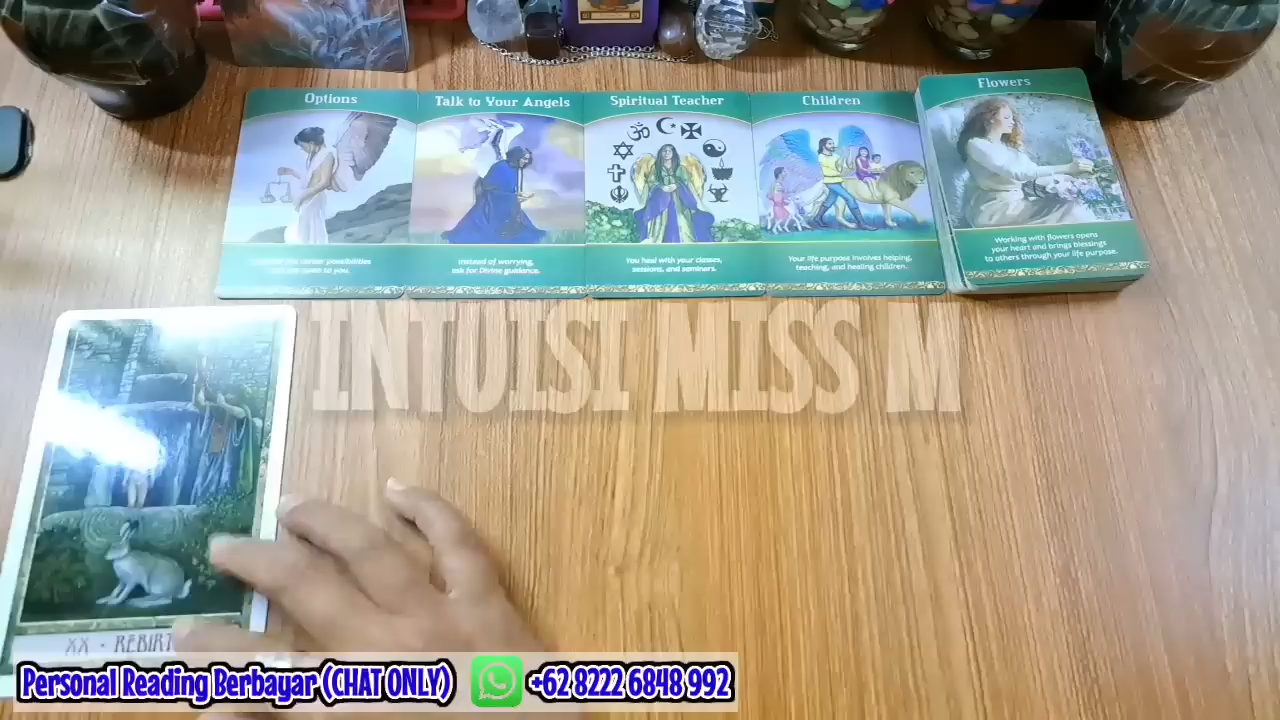 Options
Talk to Your Angels
Spiritual Teacher
Children
Flowers
possibilities
to you.
Instead of worrying,
ask for Divine guidance.
You heal with your classes,
sessions, and seminars.
Your life purpose involves helping,
teaching, and healing children.
Working with flowers opens
your heart and brings blessings
to others through your life purpose.
INTUISI MISS M
XX •
Personal Reading Berbayar (CHAT ONLY)
+62 8222 6848 992